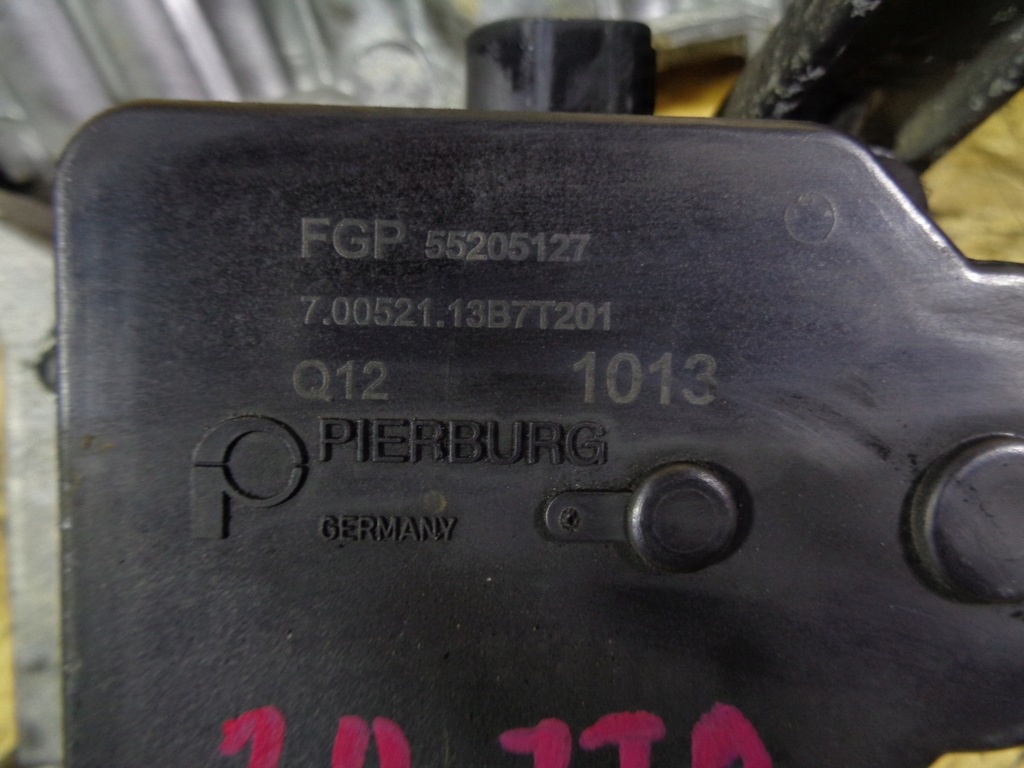 FGP 55205127
7.00521.13B7T201
Q12 1013
PIERBURG
GERMANY